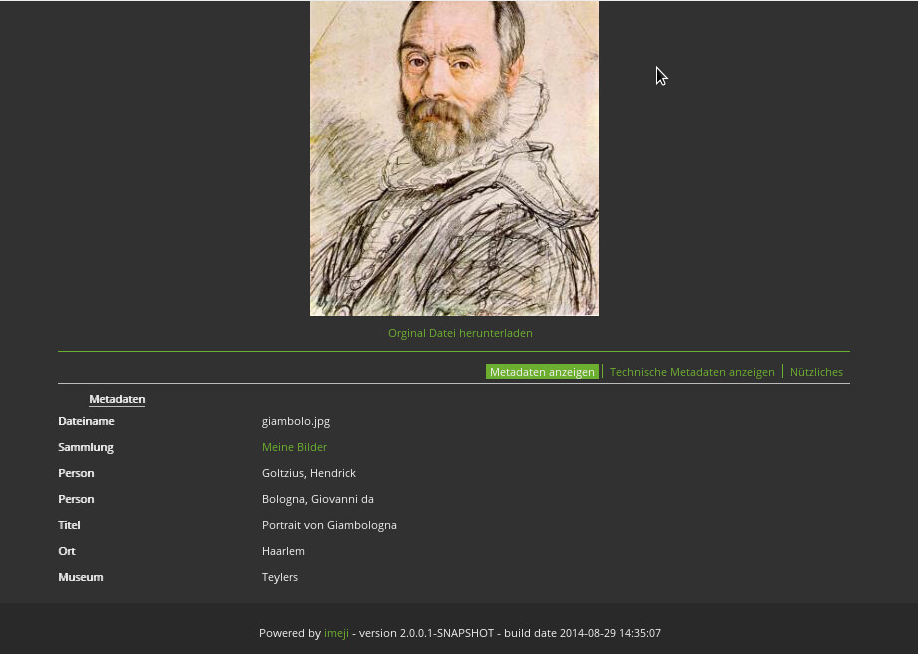 Orginal Datei herunterladen
Metadaten anzeigen Technische Metadaten anzeigen Nützliches
Metadaten
Dateiname giambolo.jpg
Sammlung Meine Bilder
Person Goltzius, Hendrick
Person Bologna, Giovanni da
Titel Portrait von Giambologna
Ort Haarlem
Museum Teylers
Powered by imeji - version 2.0.0.1-SNAPSHOT - build date 2014-08-29 14:35:07